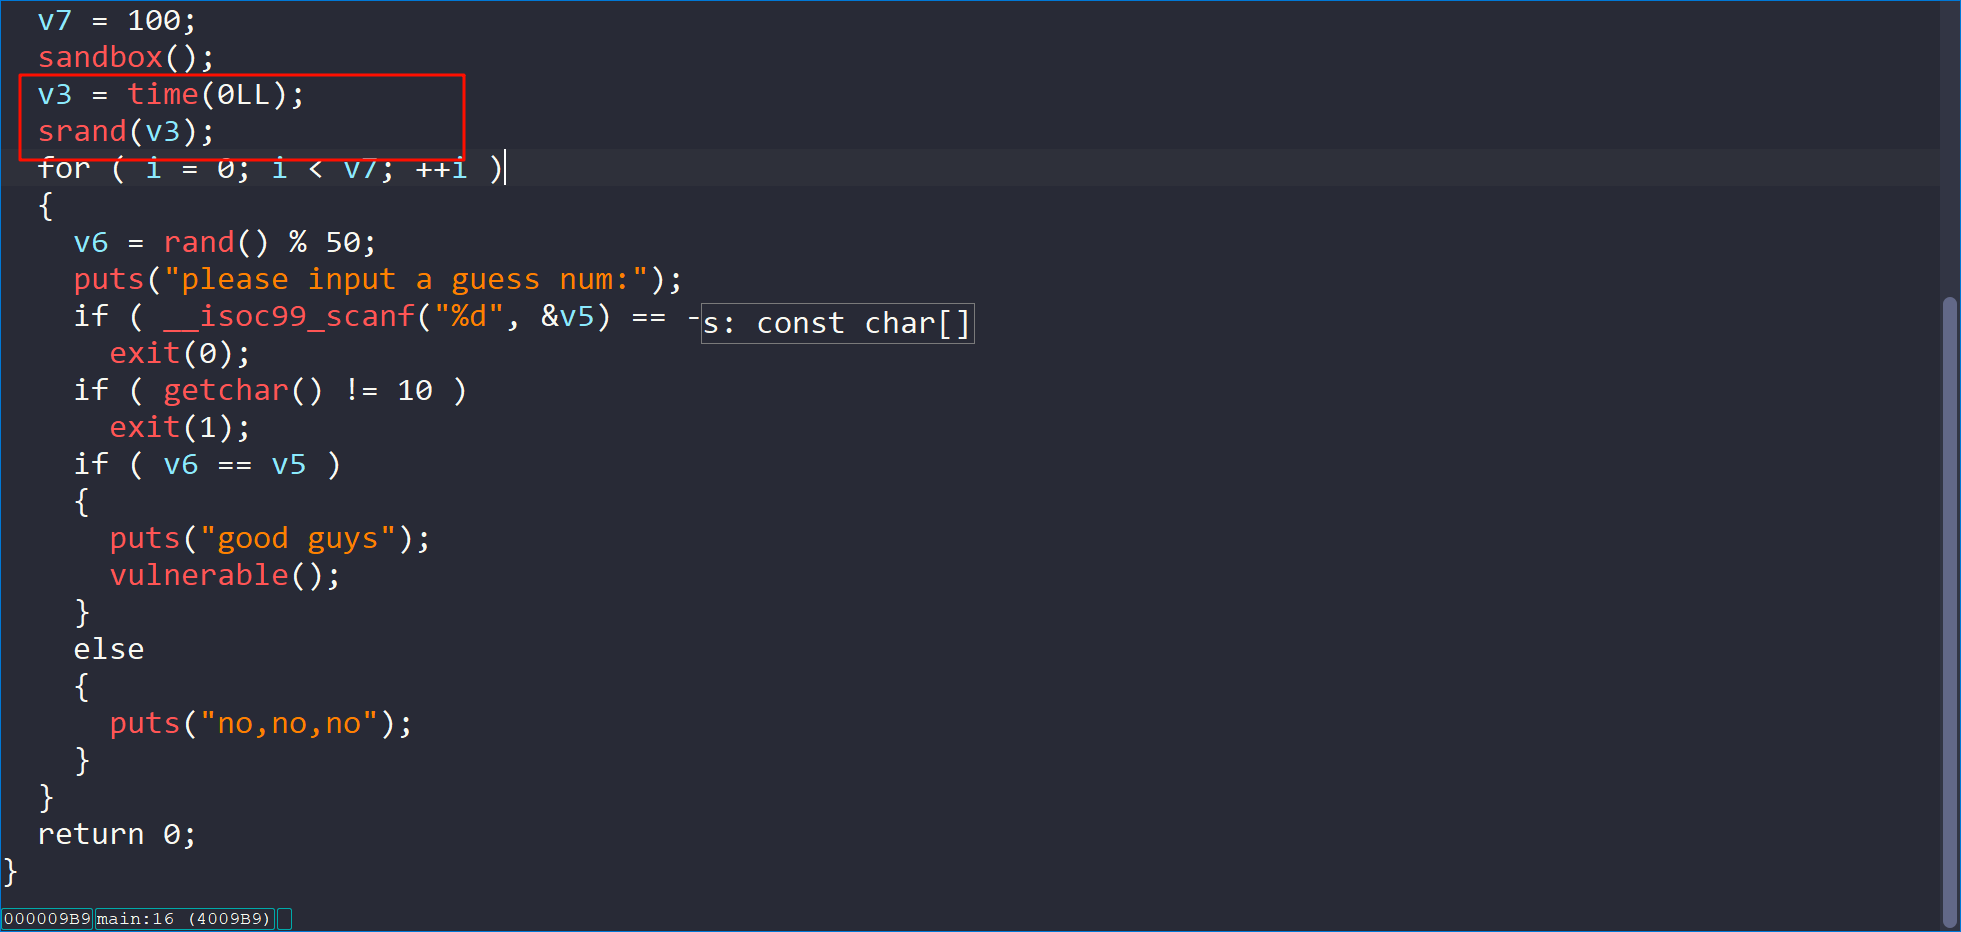 v7 = 100;
sandbox();
v3 = time(0LL);
srand(v3);
for ( i = 0; i < v7; ++i )
{
v6 = rand() % 50;
puts("please input a guess num:");
if ( __isoc99_scanf("%d", &v5) == -
s: const char[]
exit(0);
if ( getchar() != 10 )
exit(1);
if ( v6 == v5 )
{
puts("good guys");
vulnerable();
}
else
{
puts("no,no,no");
}
}
return 0;
}
000009B9 main:16 (4009B9)